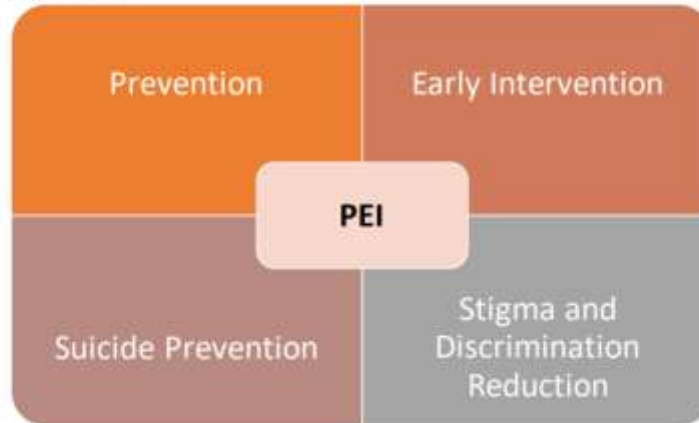 Prevention
Early Intervention
PEI
Suicide Prevention
Stigma and
Discrimination
Reduction